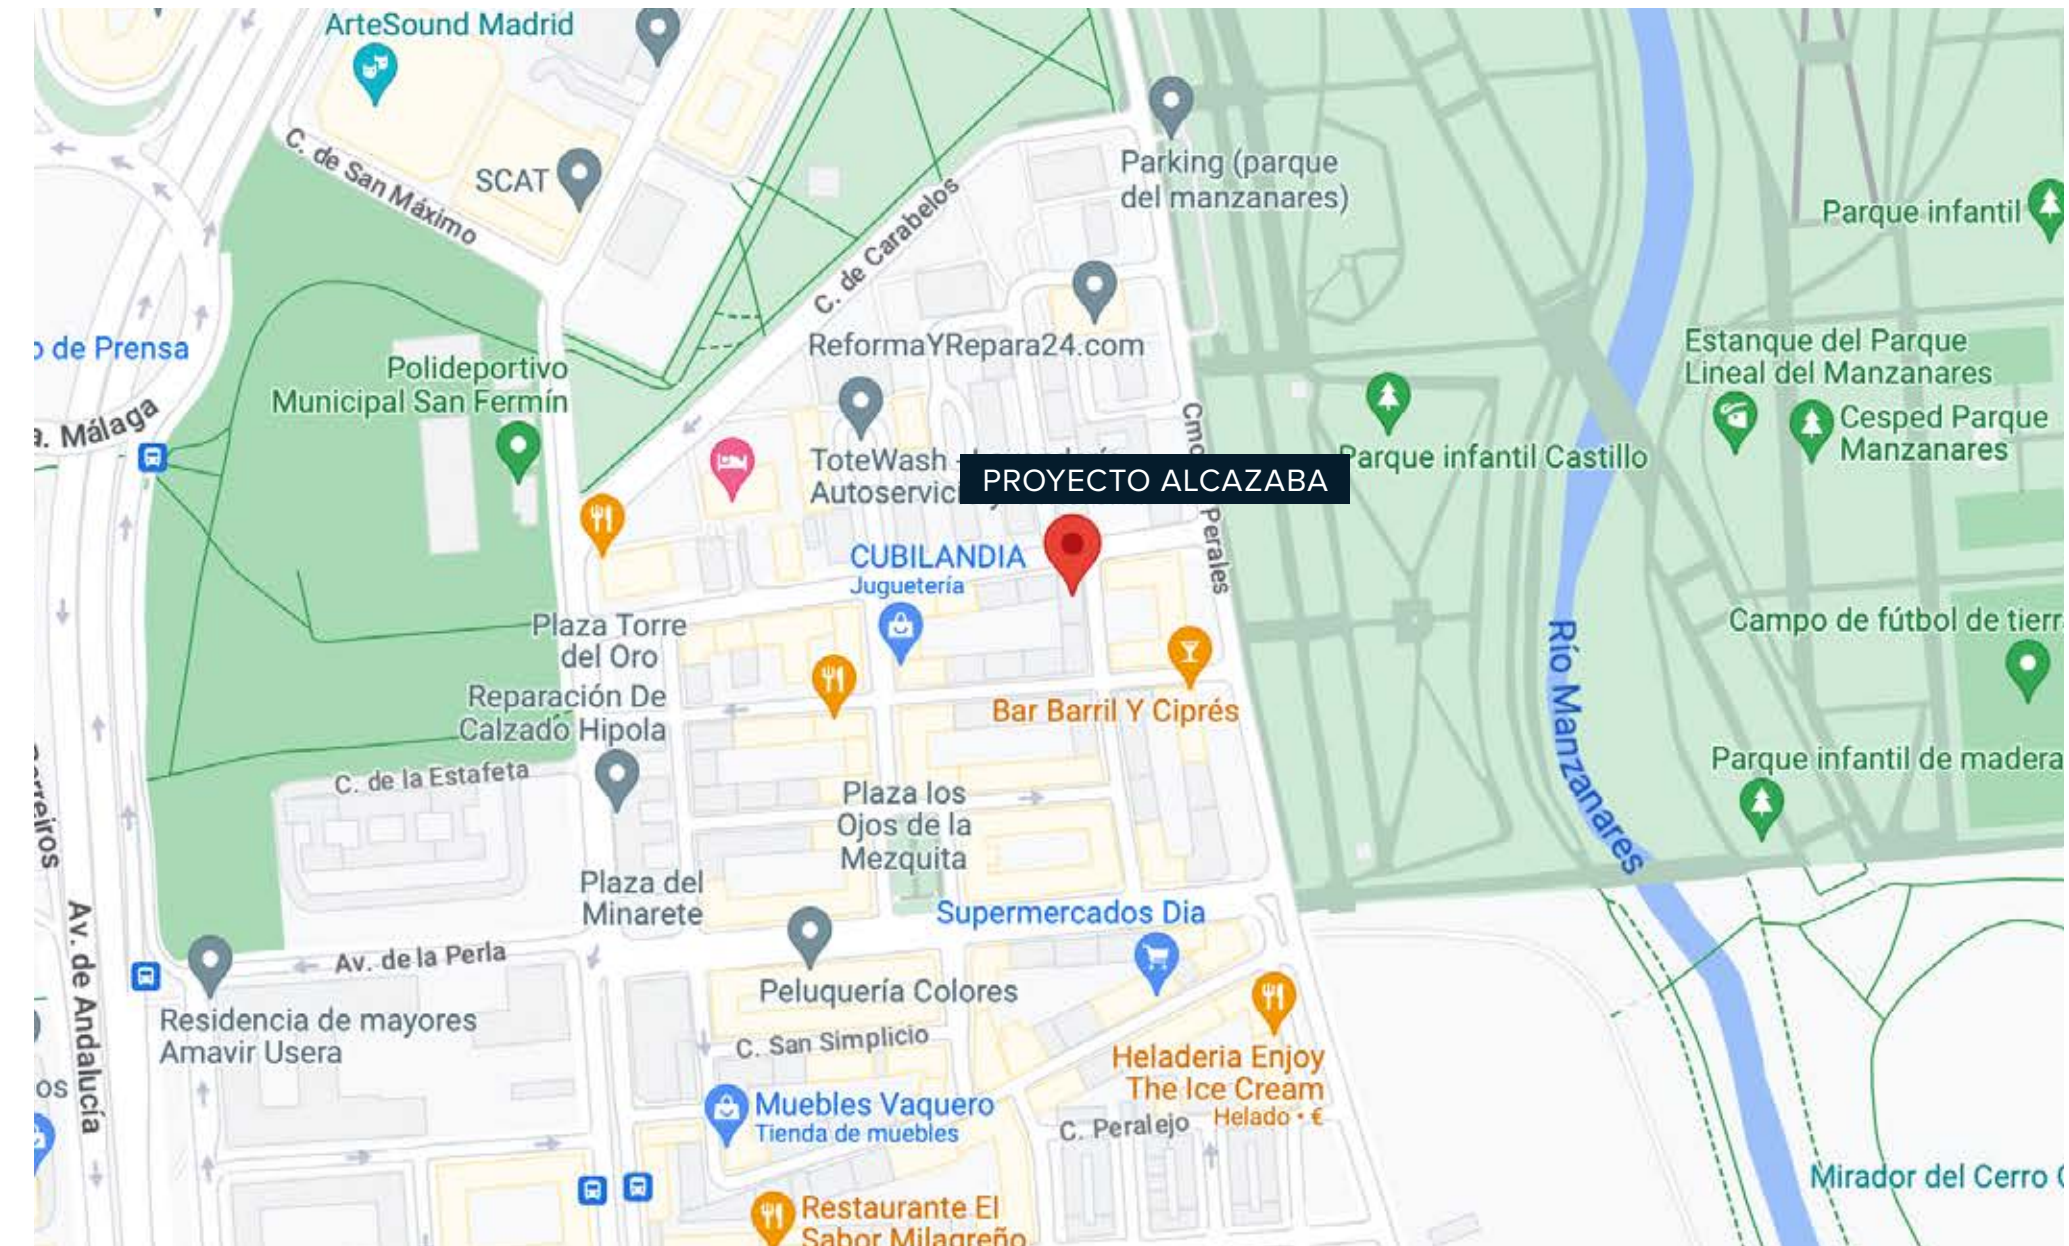 ArteSound Madrid
SCAT
C. de San Máximo
Parking (parque
del manzanares)
C. de Carabelos
Parque infantil
de Prensa
ReformaYRepara24.com
Estanque del Parque
Lineal del Manzanares
Polideportivo
Municipal San Fermín
Málaga
Cesped Parque
Manzanares
Parque infantil Castillo
ToteWash
PROYECTO ALCAZABA
Perales
CUBILANDIA
Juguetería
Plaza Torre
del Oro
Campo de fútbol de
Río Manzanares
Reparación De
Calzado Hipola
Bar Barril Y Ciprés
Parque infantil de madera
C. de la Estafeta
Plaza los
Ojos de la
Mezquita
Plaza del
Minarete
Supermercados Dia
Av. de Andalucía
Av. de la Perla
Peluquería Colores
Residencia de mayores
Amavir Usera
C. San Simplicio
Heladeria Enjoy
The Ice Cream
Helado • €
Muebles Vaquero
Tienda de muebles
C. Peralejo
Mirador del Cerro
Restaurante El
Sabor Milagreño